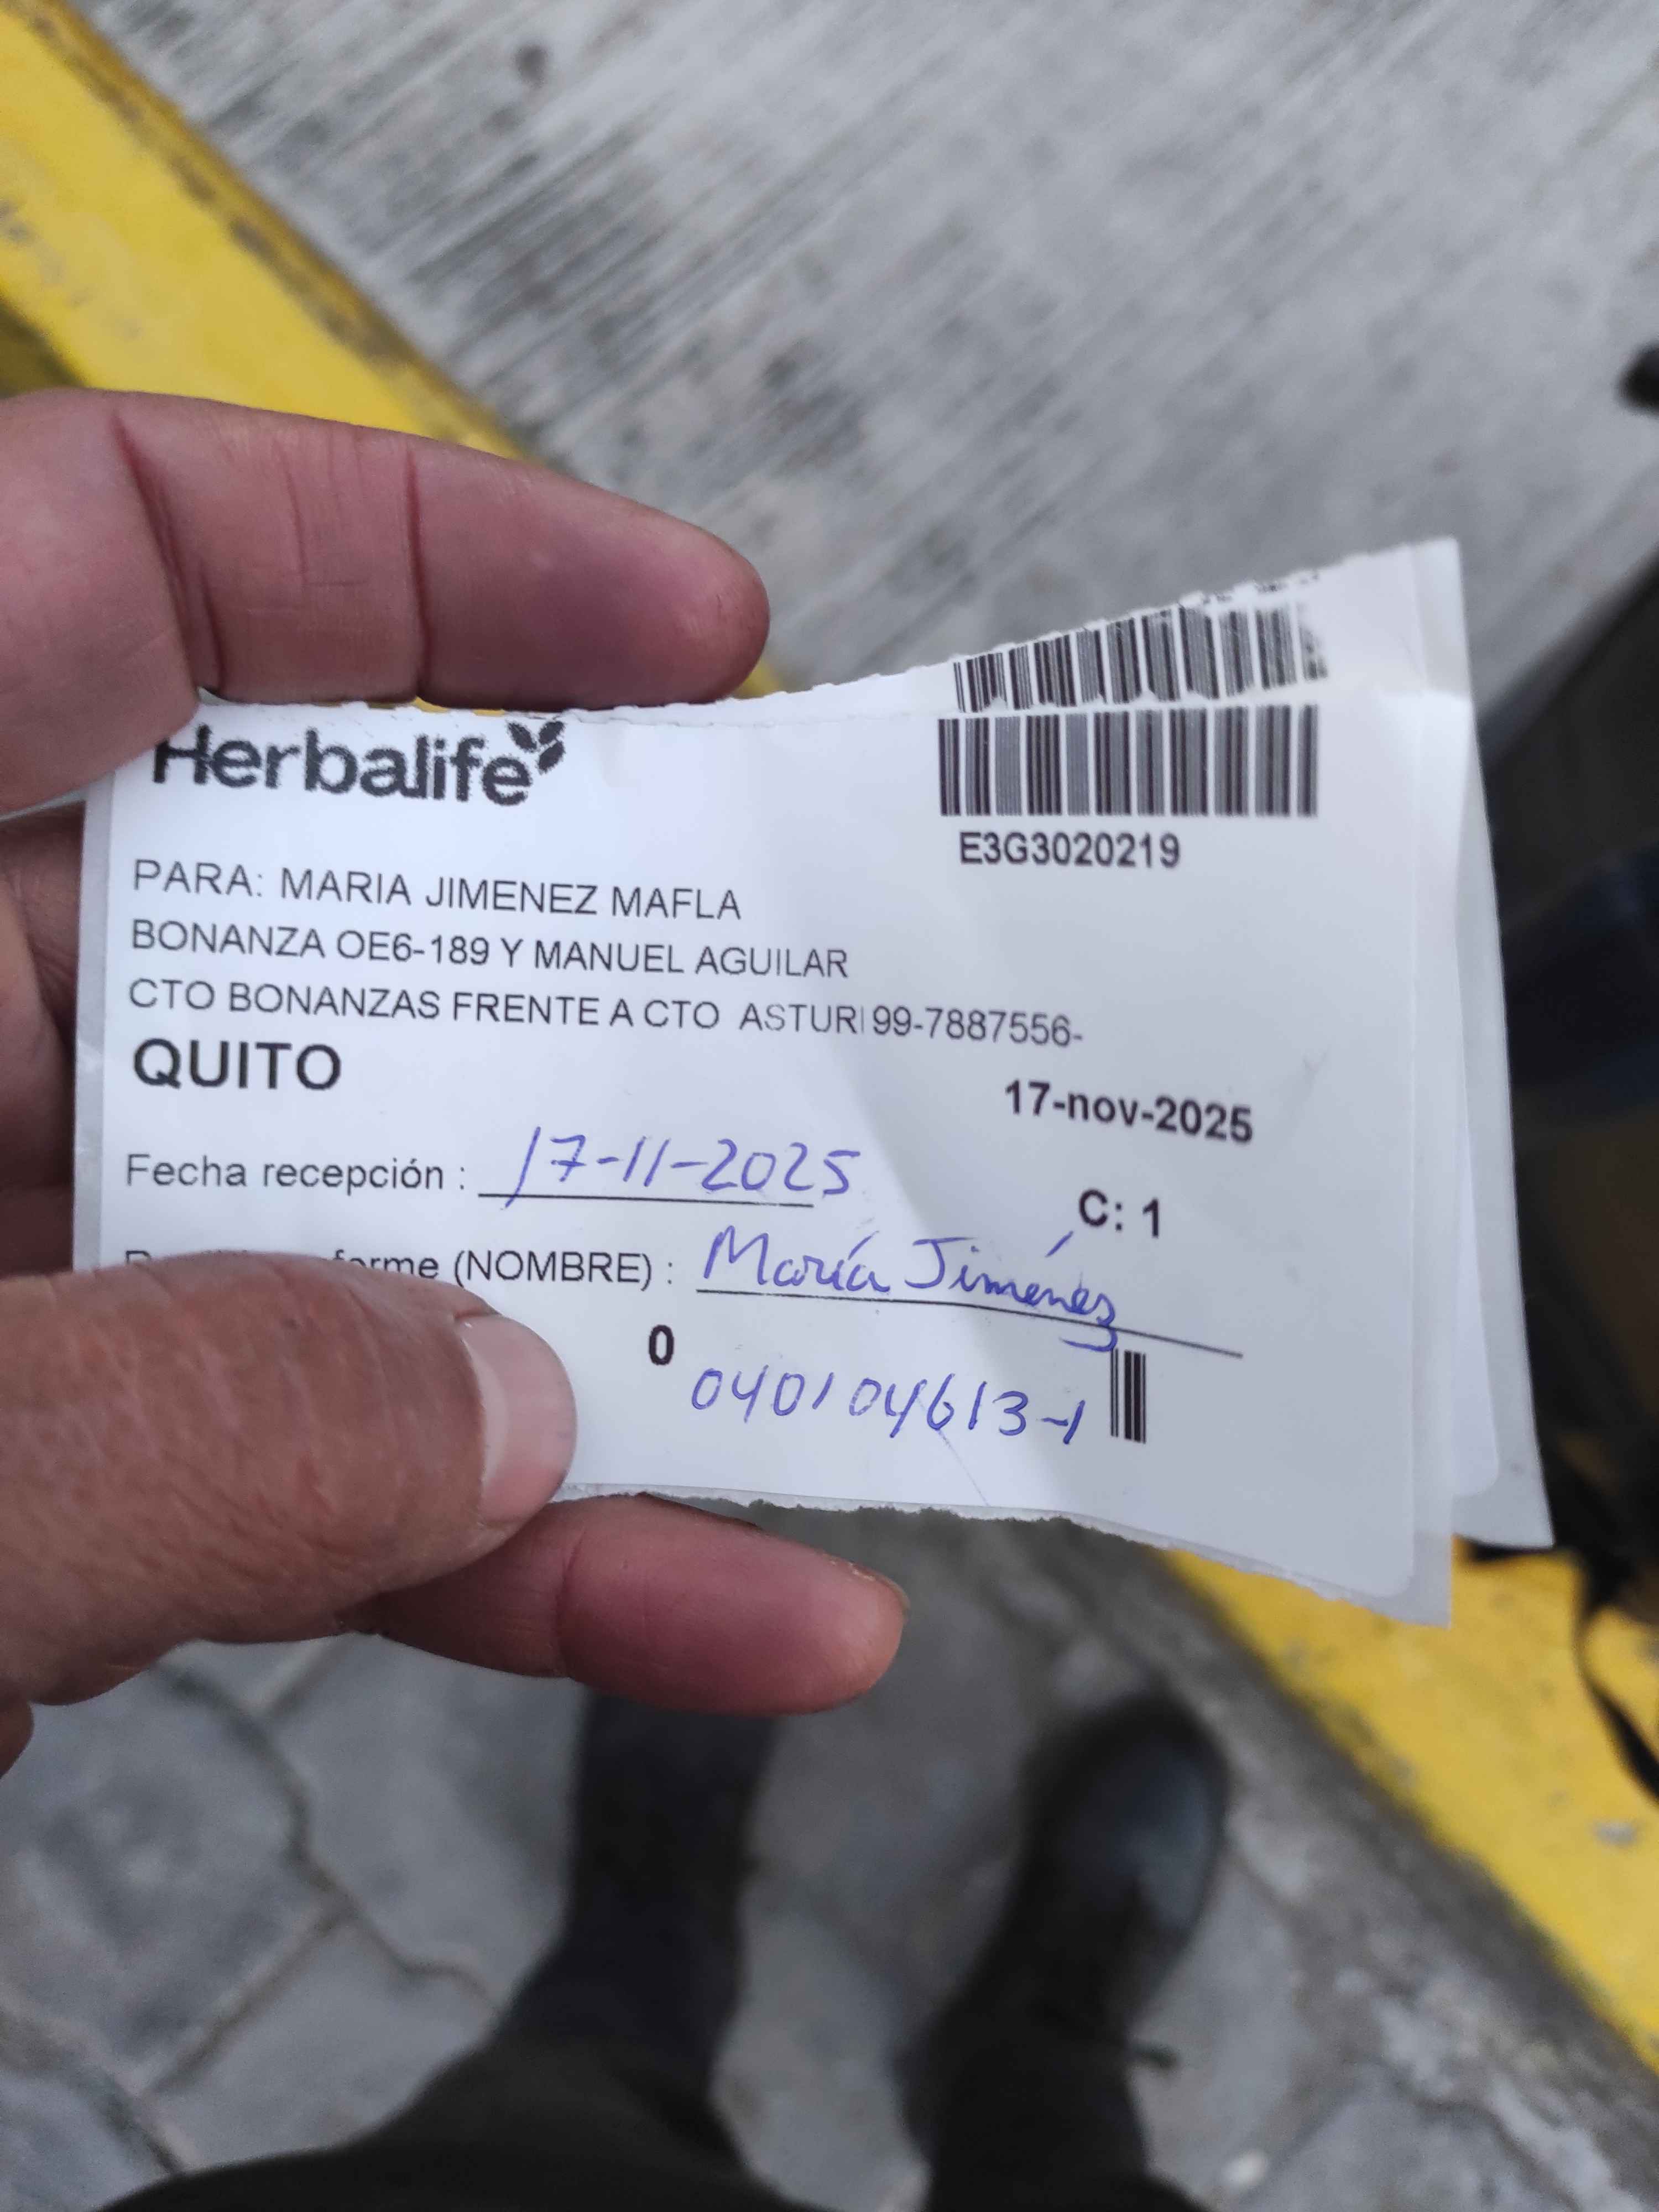 Herbalife
E3G3020219
PARA: MARIA JIMENEZ MAFLA
BONANZA OE6-189 Y MANUEL AGUILAR
CTO BONANZAS FRENTE A CTO ASTURI 99-7887556-
QUITO
17-nov-2025
Fecha recepción : 17-11-2025
C: 1
(NOMBRE) : María Jiménez
0
040104613-1